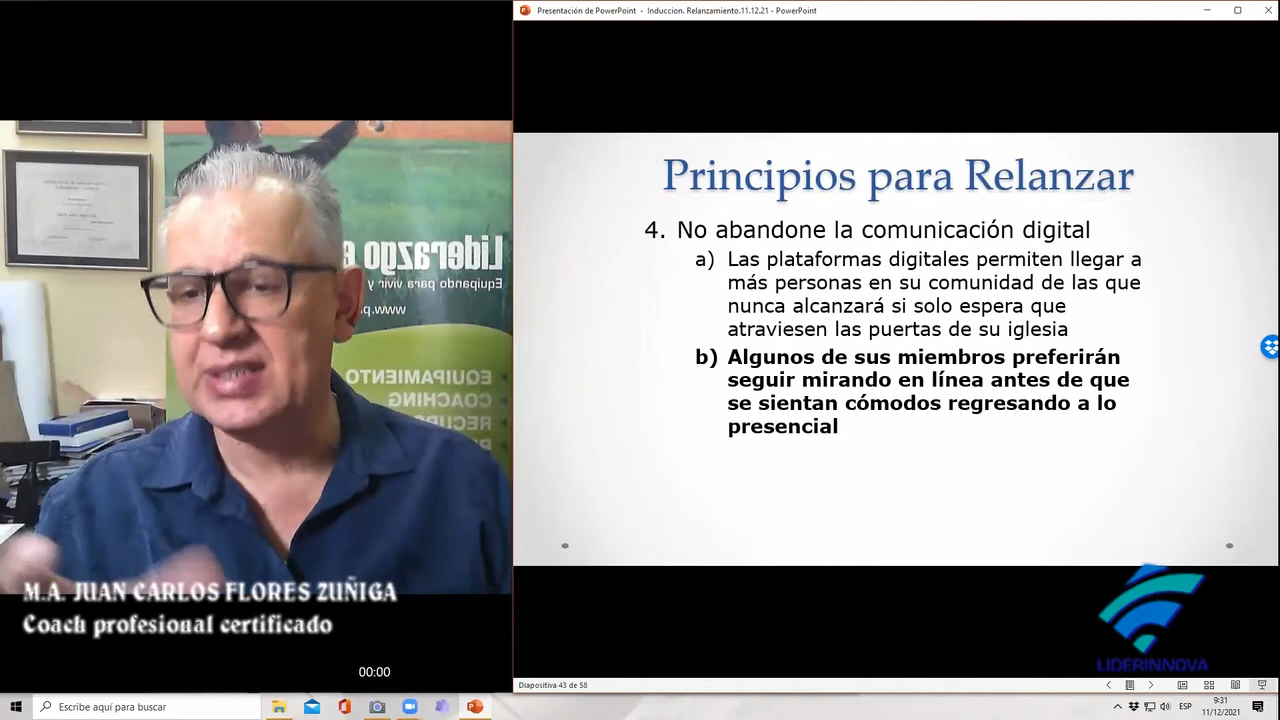 Presentación de PowerPoint - Induccion. Relanzamiento.11.12.21 - PowerPoint
Principios para Relanzar
4. No abandone la comunicación digital
a) Las plataformas digitales permiten llegar a
más personas en su comunidad de las que
nunca alcanzará si solo espera que
atraviesen las puertas de su iglesia
b) Algunos de sus miembros preferirán
seguir mirando en línea antes de que
se sientan cómodos regresando a lo
presencial
Liderazgo e
Equipando para vivir y
www.p
EQUIPAMIENTO
COACHING
RECUR
M.A. JUAN CARLOS FLORES ZUÑIGA
Coach profesional certificado
00:00
LIDERINNOVA
Diapositiva 43 de 58
Escribe aquí para buscar
ESP
9:31
11/12/2021